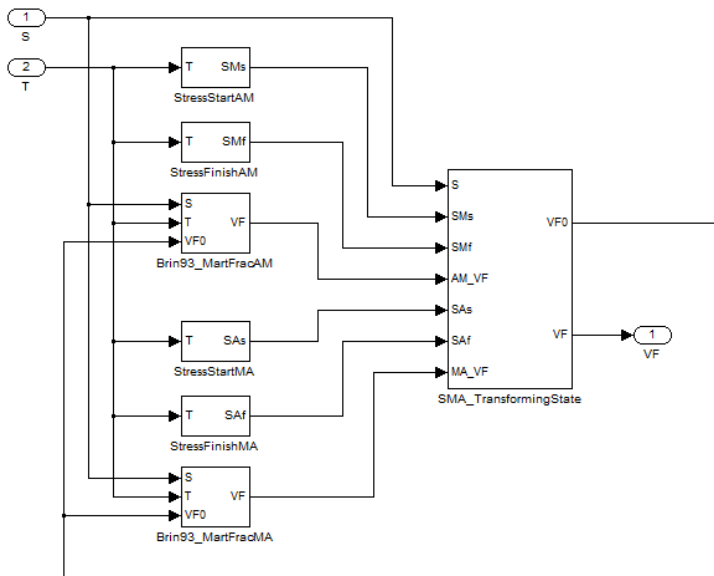 1
S
2
T
T SMs
StressStartAM
T SMf
StressFinishAM
S
T VF
VF0
Brin93_MartFracAM
T SAs
StressStartMA
T SAf
StressFinishMA
S
T VF
VF0
Brin93_MartFracMA
S
SMs
VF0
SMf
AM_VF
SAs
SAf
VF
MA_VF
SMA_TransformingState
1
VF